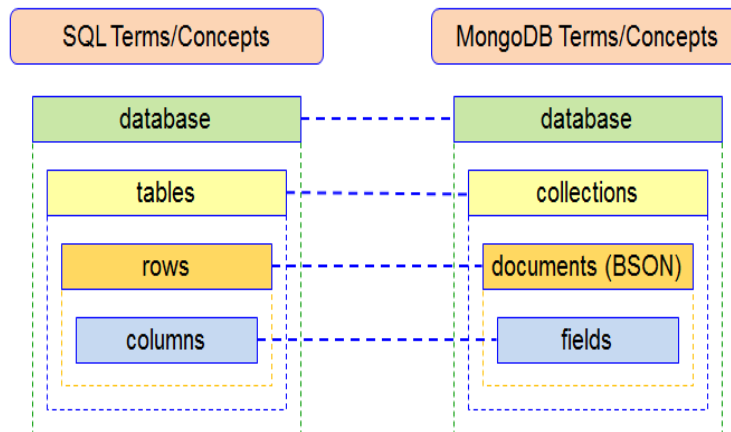 SQL Terms/Concepts
MongoDB Terms/Concepts
database
database
tables
collections
rows
documents (BSON)
columns
fields